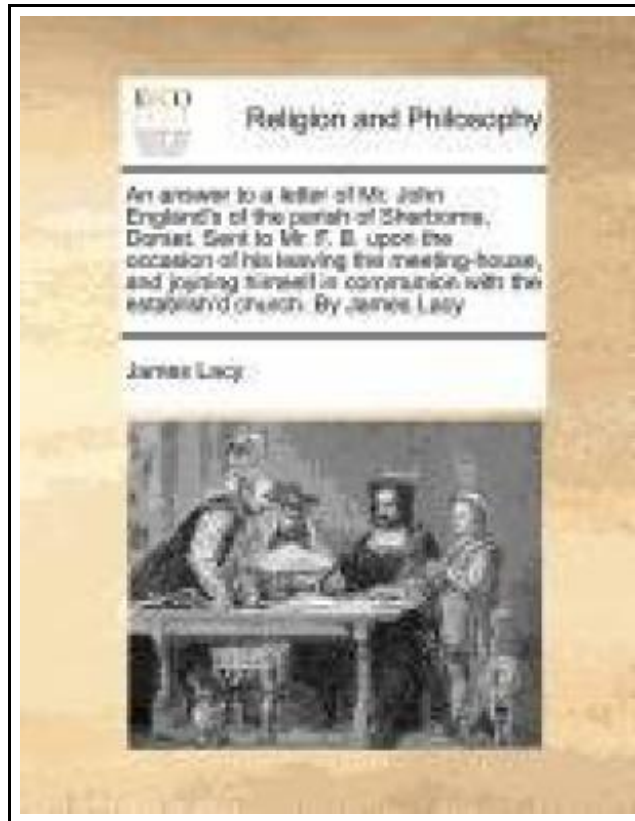 ECCO
Religion and Philosophy
An answer to a letter of Mr. John
England's of the parish of Sherborne,
Dorset. Sent to Mr. F. B. upon the
occasion of his leaving the meeting-house,
and joyning himself in communion with the
establish'd church. By James Lacy
James Lacy